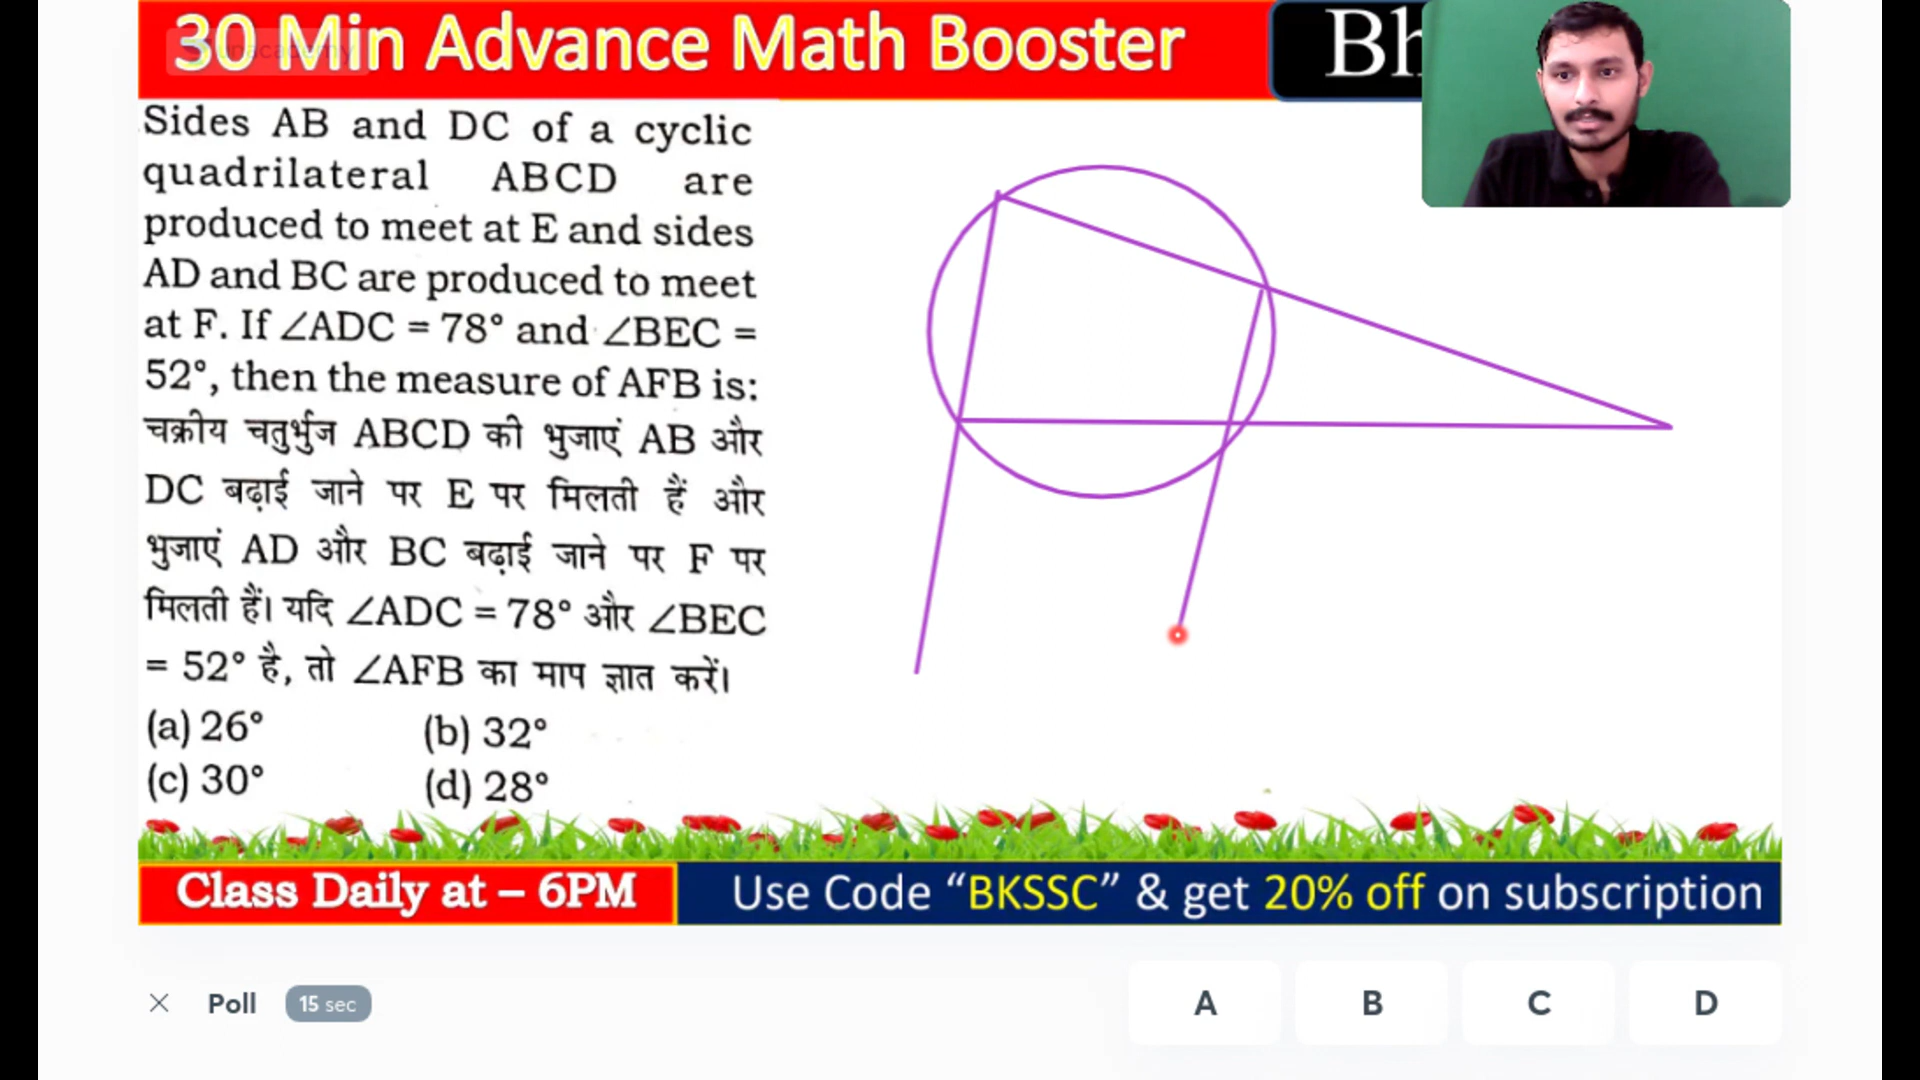 30 Min Advance Math Booster
Bh
unacademy
Sides AB and DC of a cyclic
quadrilateral ABCD are
produced to meet at E and sides
AD and BC are produced to meet
at F. If ∠ADC = 78° and ∠BEC =
52°, then the measure of AFB is:
चक्रीय चतुर्भुज ABCD की भुजाएं AB और
DC बढ़ाई जाने पर E पर मिलती हैं और
भुजाएं AD और BC बढ़ाई जाने पर F पर
मिलती हैं। यदि ∠ADC = 78° और ∠BEC
= 52° है, तो ∠AFB का माप ज्ञात करें।
(a) 26° (b) 32°
(c) 30° (d) 28°
Class Daily at – 6PM
Use Code “BKSSC” & get 20% off on subscription
Poll 15 sec A B C D